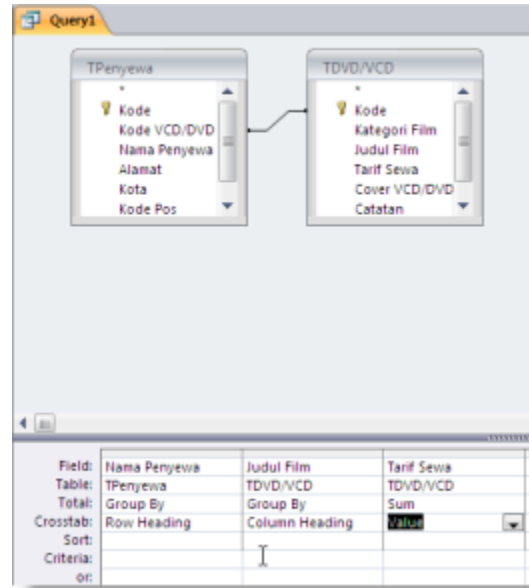 Query1
TPenyewa
*
Kode
Kode VCD/DVD
Nama Penyewa
Alamat
Kota
Kode Pos
TDVD/VCD
*
Kode
Kategori Film
Judul Film
Tarif Sewa
Cover VCD/DVD
Catatan
Field: Nama Penyewa Judul Film Tarif Sewa
Table: TPenyewa TDVD/VCD TDVD/VCD
Total: Group By Group By Sum
Crosstab: Row Heading Column Heading Value
Sort:
Criteria:
or: